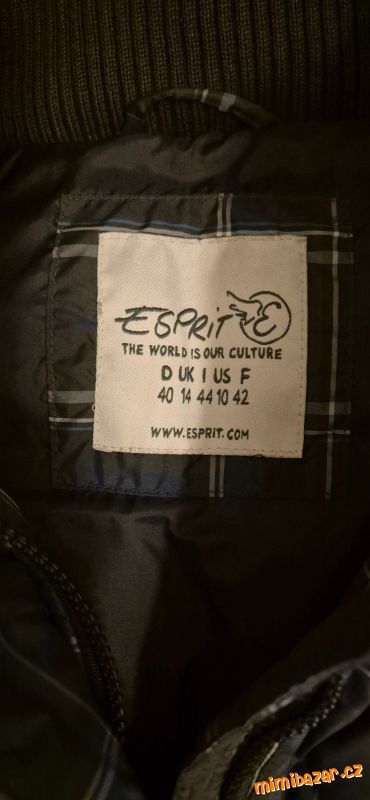 ESPRIT E
THE WORLD IS OUR CULTURE
D UK I US F
40 14 44 10 42
WWW.ESPRIT.COM
mimibazar.cz